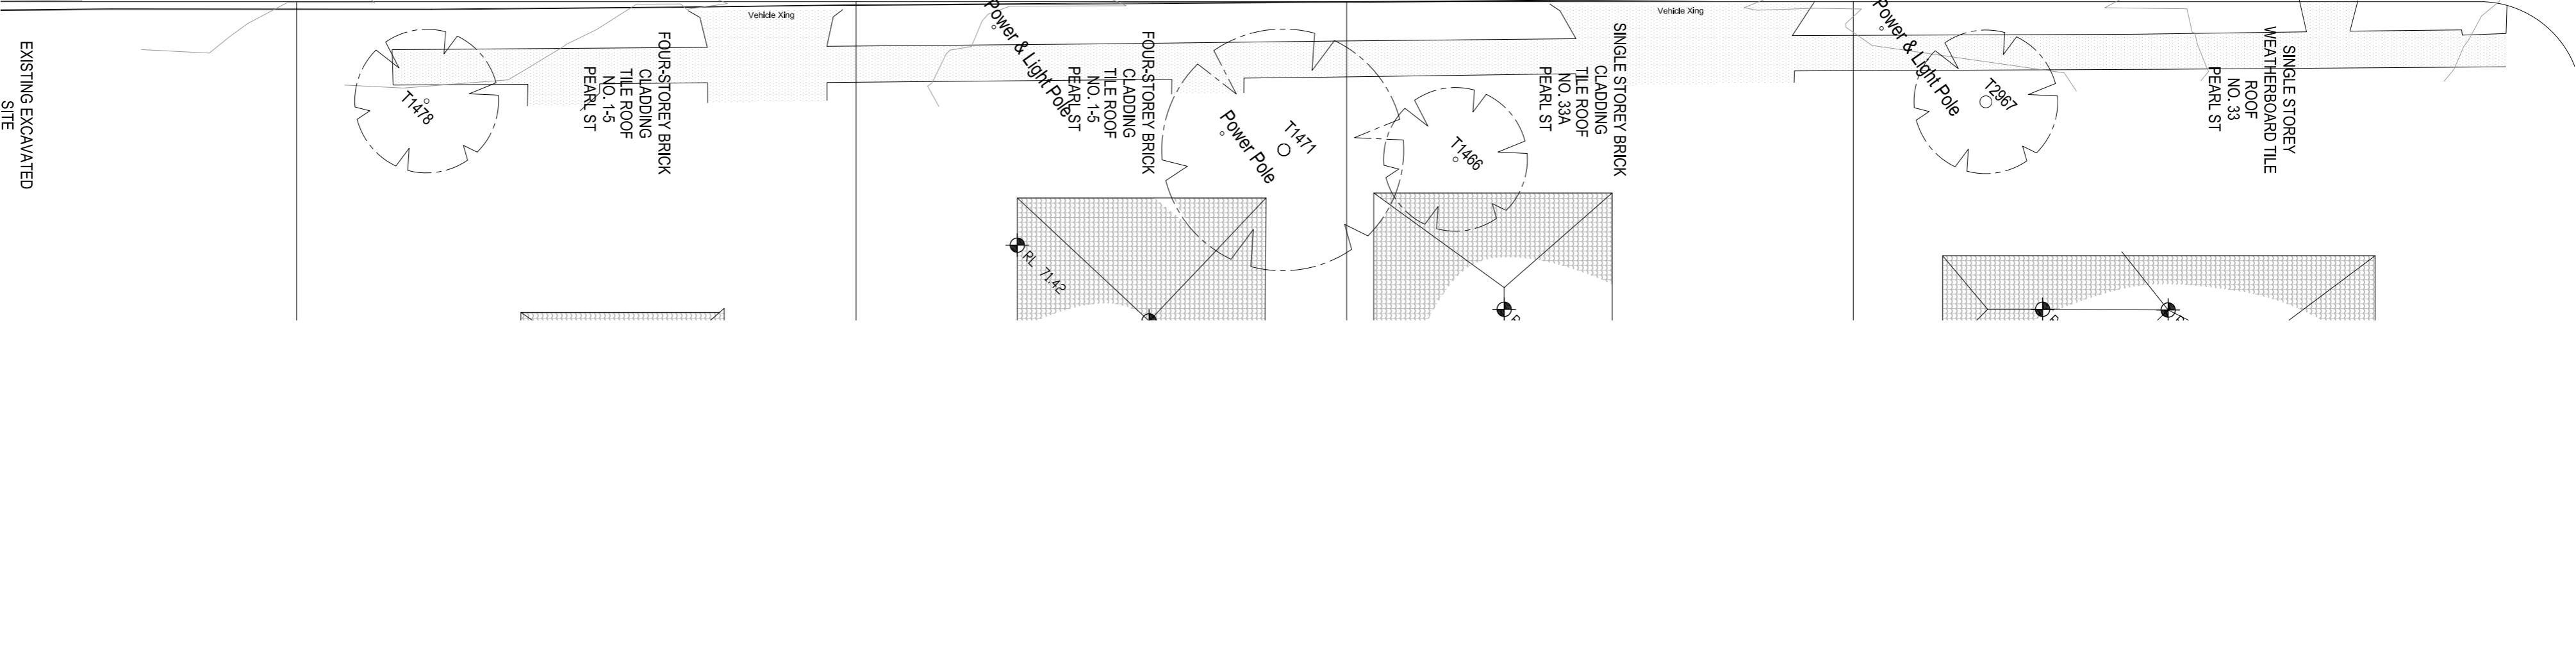 EXISTING EXCAVATED
SITE
T1478
FOUR-STOREY BRICK
CLADDING
TILE ROOF
NO. 1-5
PEARL ST
Vehicle Xing
Power & Light Pole
RL 71.42
FOUR-STOREY BRICK
CLADDING
TILE ROOF
NO. 1-5
PEARL ST
Power Pole
T1471
T1466
SINGLE STOREY BRICK
CLADDING
TILE ROOF
NO. 33A
PEARL ST
Vehicle Xing
Power & Light Pole
T2967
SINGLE STOREY
WEATHERBOARD TILE
ROOF
NO. 33
PEARL ST